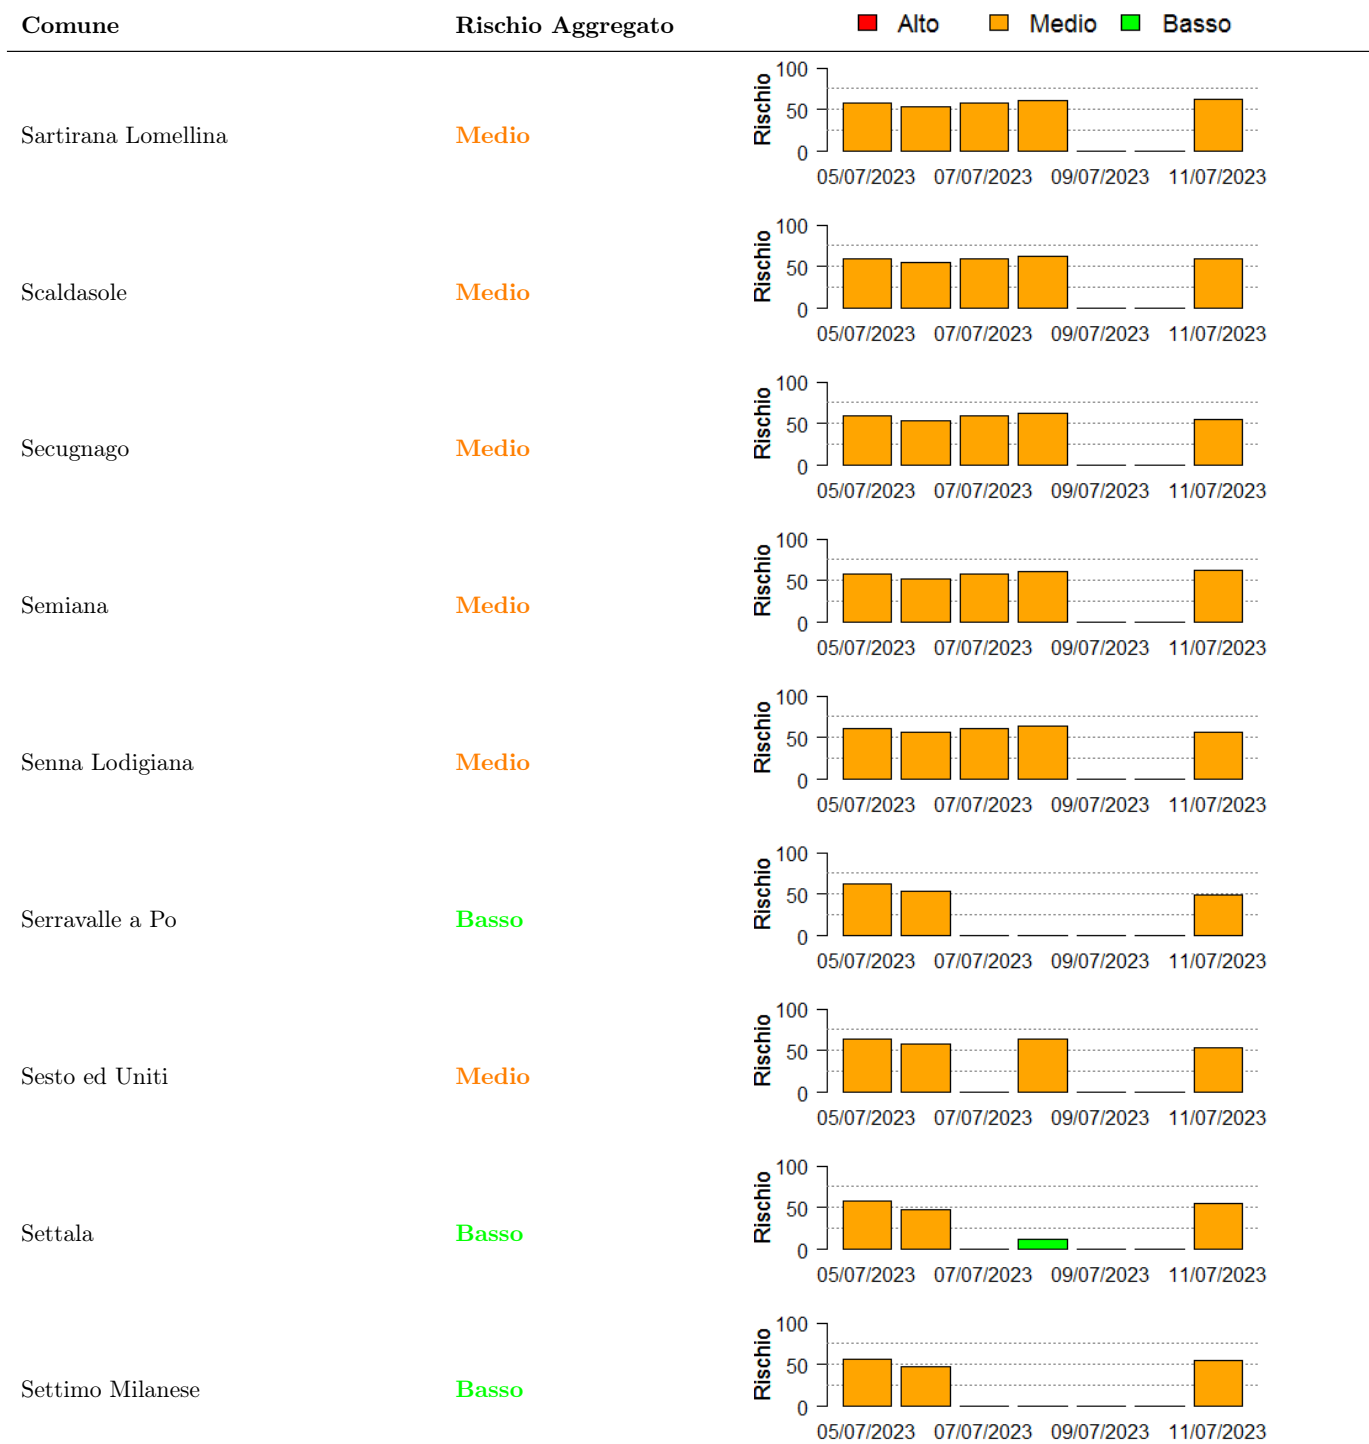 Comune Rischio Aggregato Alto Medio Basso
Sartirana Lomellina Medio Rischio 100 50 0
05/07/2023 07/07/2023 09/07/2023 11/07/2023
Scaldasole Medio Rischio 100 50 0
05/07/2023 07/07/2023 09/07/2023 11/07/2023
Secugnago Medio Rischio 100 50 0
05/07/2023 07/07/2023 09/07/2023 11/07/2023
Semiana Medio Rischio 100 50 0
05/07/2023 07/07/2023 09/07/2023 11/07/2023
Senna Lodigiana Medio Rischio 100 50 0
05/07/2023 07/07/2023 09/07/2023 11/07/2023
Serravalle a Po Basso Rischio 100 50 0
05/07/2023 07/07/2023 09/07/2023 11/07/2023
Sesto ed Uniti Medio Rischio 100 50 0
05/07/2023 07/07/2023 09/07/2023 11/07/2023
Settala Basso Rischio 100 50 0
05/07/2023 07/07/2023 09/07/2023 11/07/2023
Settimo Milanese Basso Rischio 100 50 0
05/07/2023 07/07/2023 09/07/2023 11/07/2023